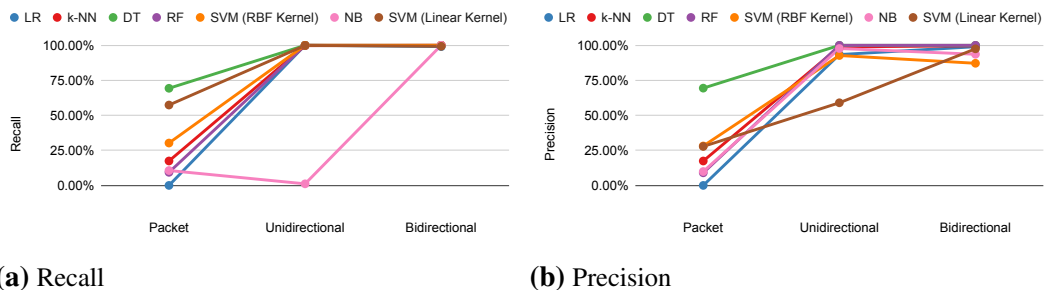 LR k-NN DT RF SVM (RBF Kernel) NB SVM (Linear Kernel)
100.00%
75.00%
50.00%
25.00%
0.00%
Recall
Packet Unidirectional Bidirectional
(a) Recall
LR k-NN DT RF SVM (RBF Kernel) NB SVM (Linear Kernel)
100.00%
75.00%
50.00%
25.00%
0.00%
Precision
Packet Unidirectional Bidirectional
(b) Precision